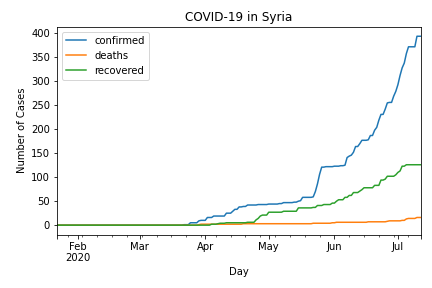 COVID-19 in Syria
confirmed
deaths
recovered
Number of Cases
400
350
300
250
200
150
100
50
0
Feb Mar Apr May Jun Jul
2020
Day